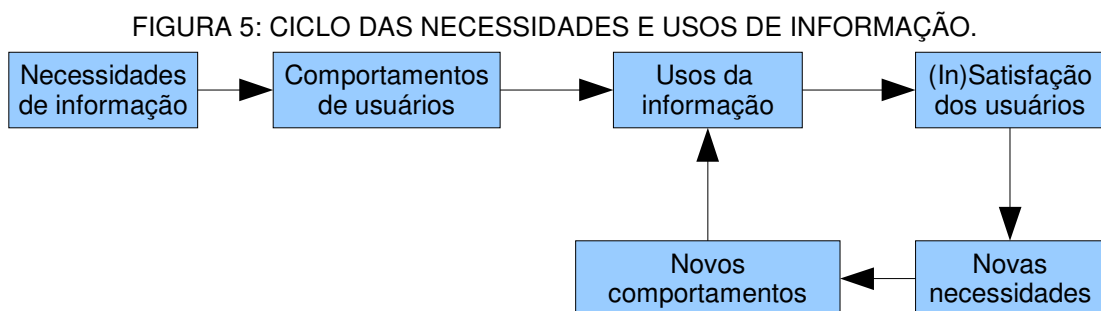 FIGURA 5: CICLO DAS NECESSIDADES E USOS DE INFORMAÇÃO.
Necessidades
de informação
Comportamentos
de usuários
Usos da
informação
(In)Satisfação
dos usuários
Novos
comportamentos
Novas
necessidades